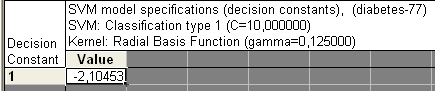 SVM model specifications (decision constants), (diabetes-77)
SVM: Classification type 1 (C=10,000000)
Kernel: Radial Basis Function (gamma=0,125000)
Decision
Constant
Value
1
-2,10453